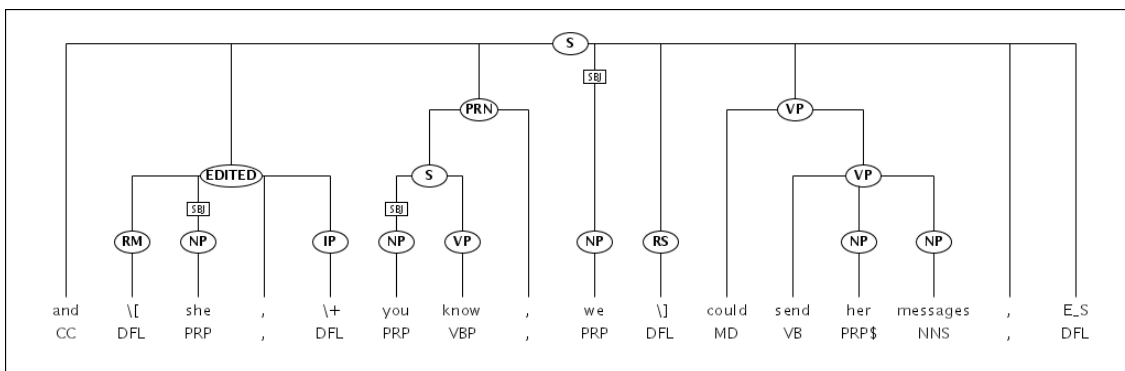 S
SBJ
PRN VP
EDITED S VP
SBJ SBJ
RM NP IP NP VP NP RS NP NP
and \[ she , \+ you know , we \] could send her messages , E_S
CC DFL PRP , DFL PRP VBP , PRP DFL MD VB PRP$ NNS , DFL